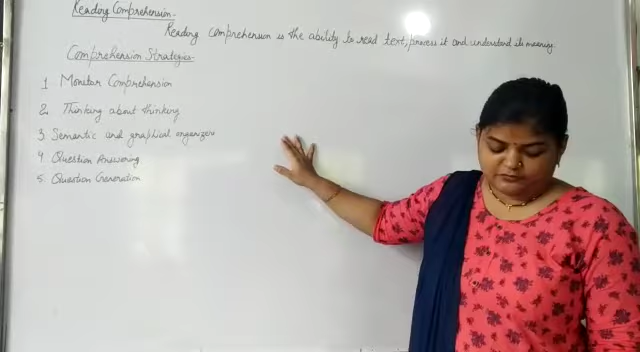 Reading Comprehension.
Reading comprehension is the ability to read text, process it and understand its meaning.
Comprehension Strategies-
1 Monitor Comprehension
2 Thinking about thinking
3 Semantic and graphical organizers
4 Question Answering
5. Question Generation